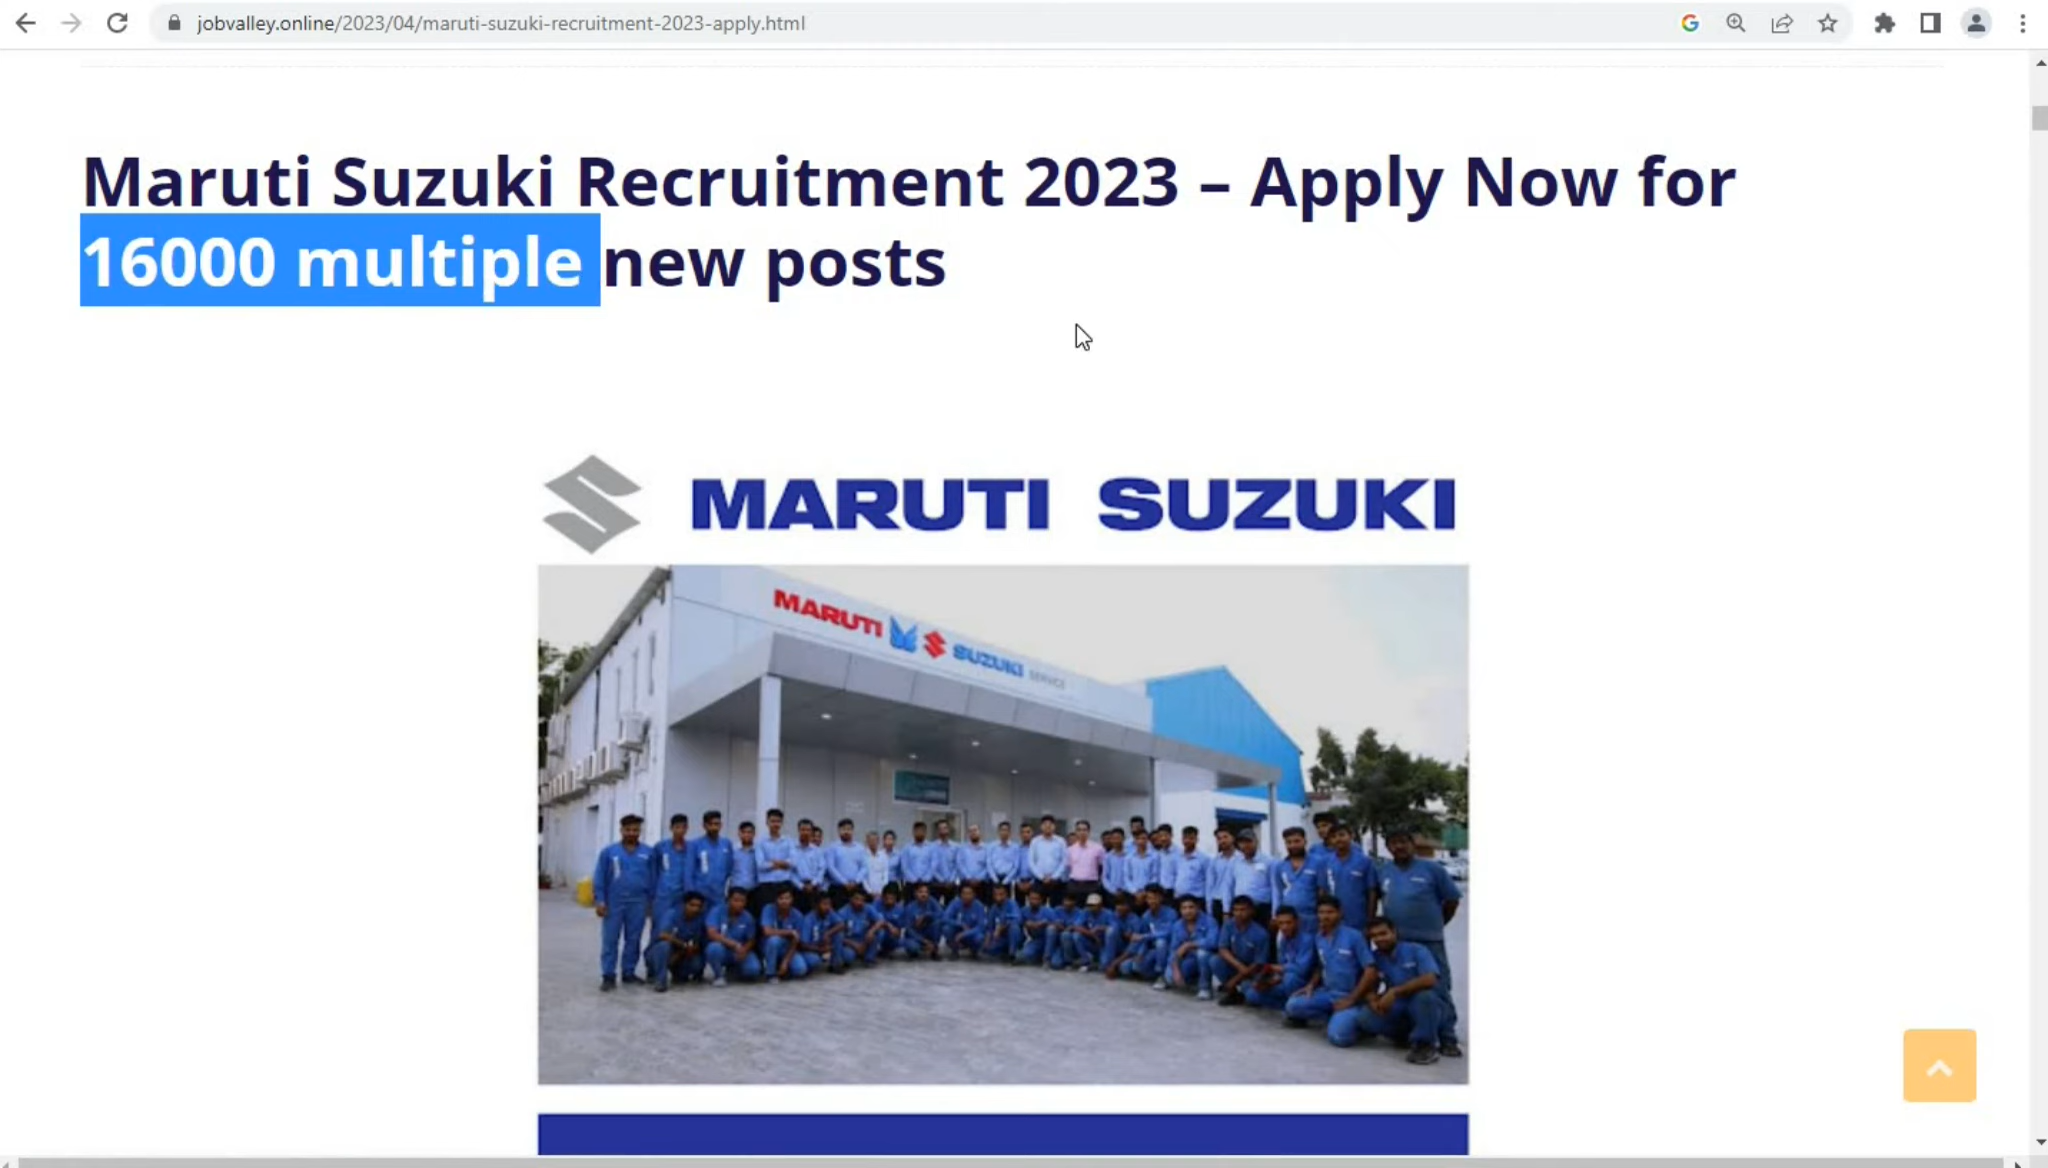 jobvalley.online/2023/04/maruti-suzuki-recruitment-2023-apply.html
Maruti Suzuki Recruitment 2023 – Apply Now for
16000 multiple new posts
MARUTI SUZUKI
MARUTI SUZUKI SERVICE